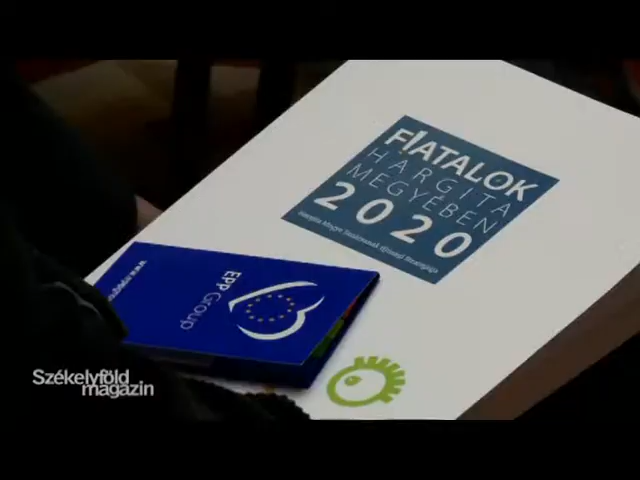 FIATALOK
HARGITA
MEGYÉBEN
2020
EPP Group
Székelyföld
magazin